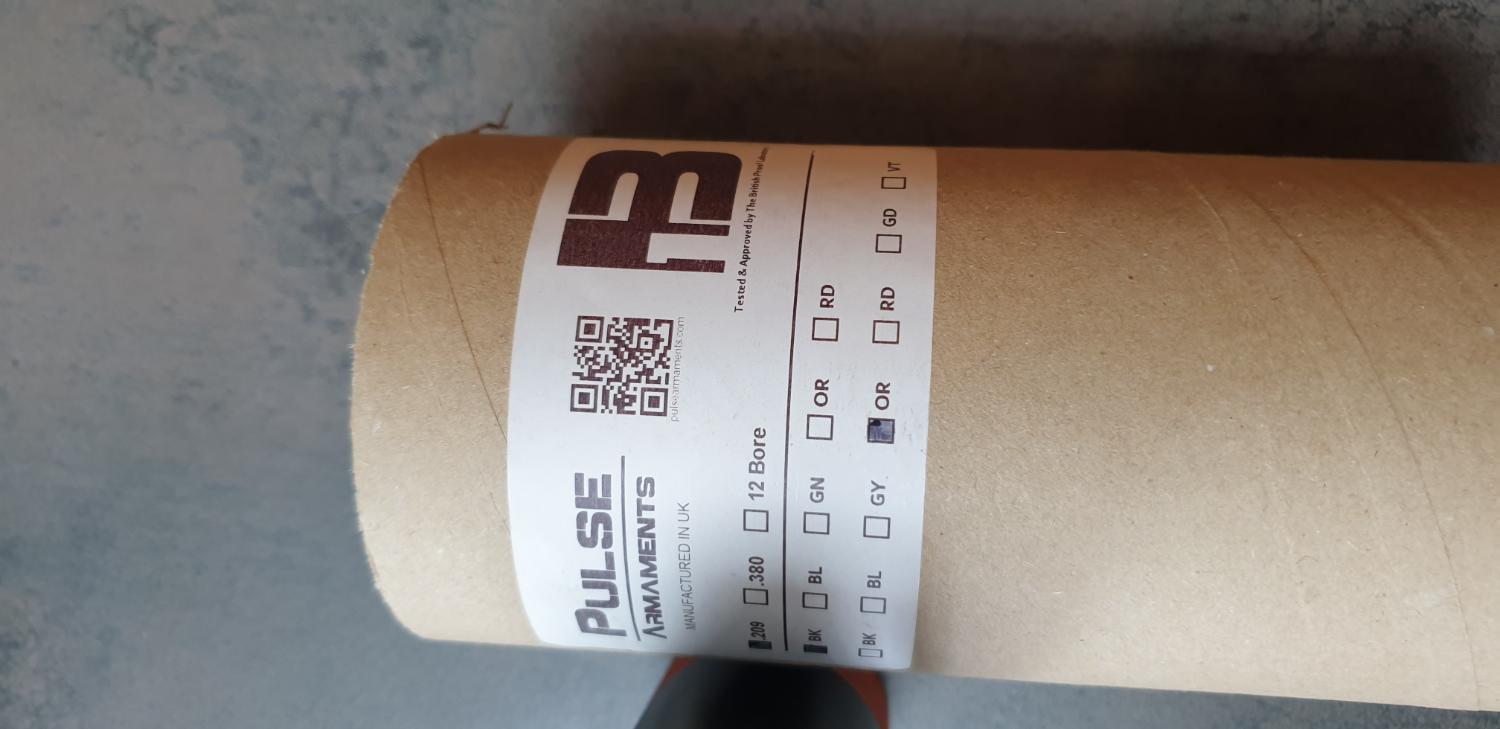 PULSE
ARMAMENTS
MANUFACTURED IN UK
pulsearmaments.com
Tested & Approved by The British Proof Laboratory
.209 .380 12 Bore
BK BL GN OR RD
BK BL GY OR RD GD VT